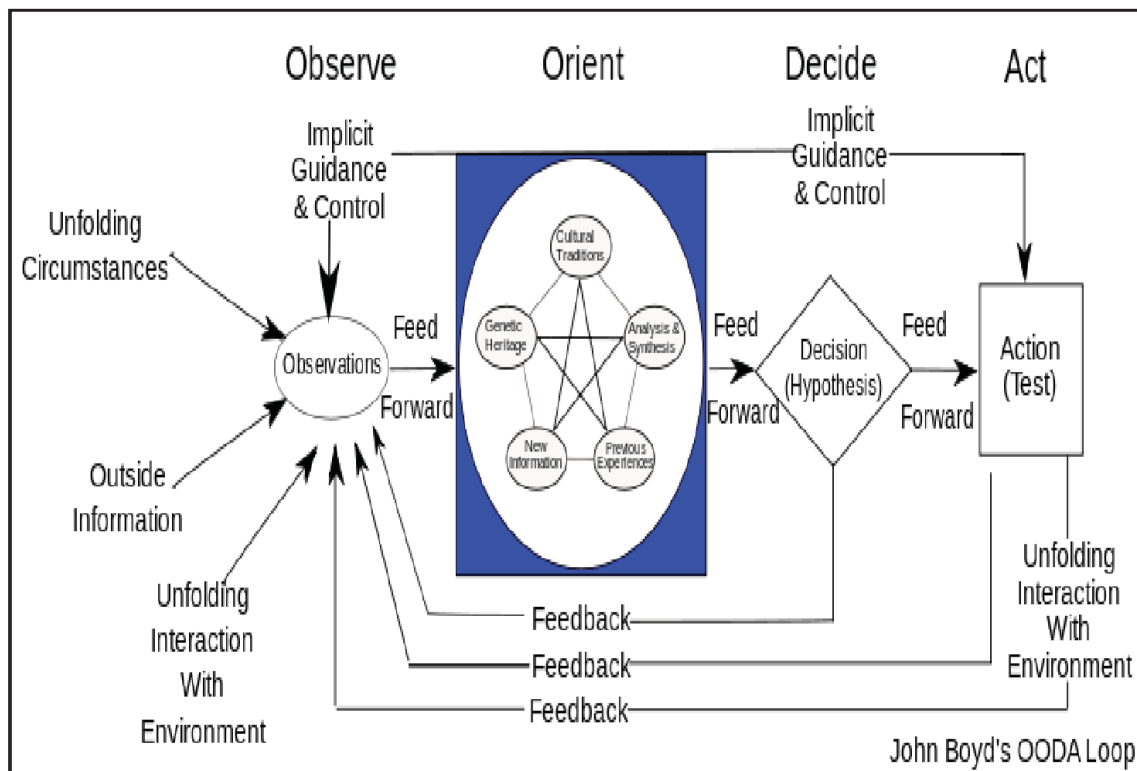 Observe
Orient
Decide
Act
Implicit
Guidance
& Control
Implicit
Guidance
& Control
Unfolding
Circumstances
Cultural
Traditions
Genetic
Heritage
Analysis &
Synthesis
New
Information
Previous
Experiences
Observations
Feed
Forward
Feed
Forward
Decision
(Hypothesis)
Feed
Forward
Action
(Test)
Outside
Information
Unfolding
Interaction
With
Environment
Feedback
Feedback
Feedback
Unfolding
Interaction
With
Environment
John Boyd's OODA Loop